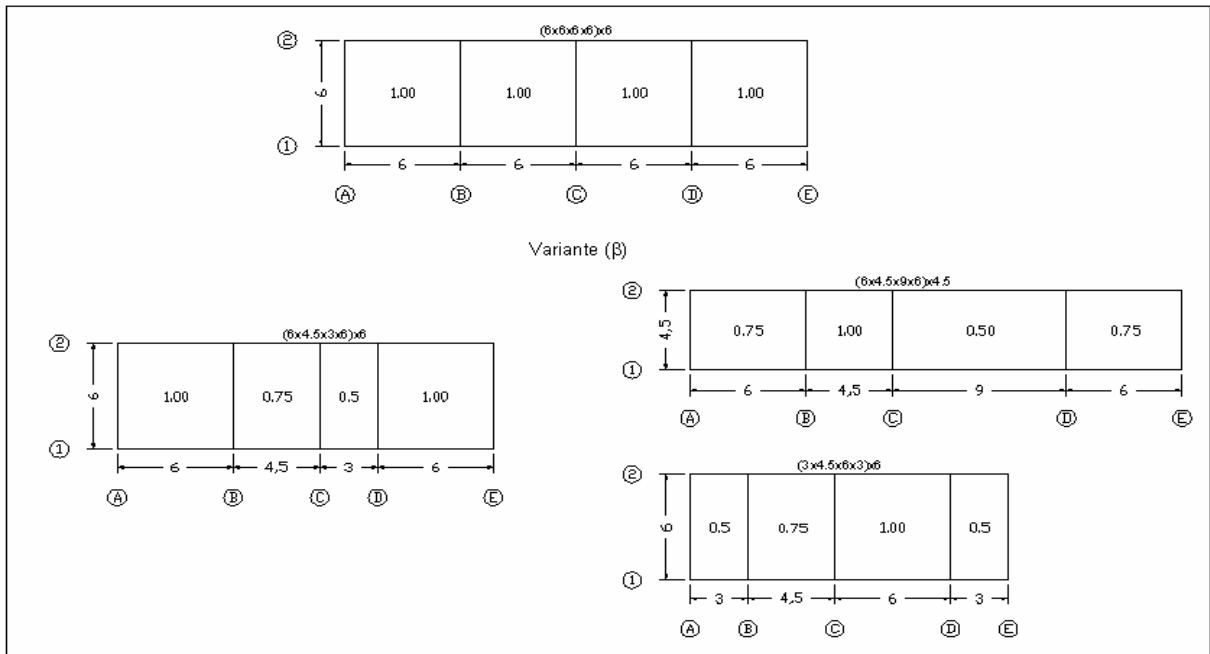 (6x6x6x6)x6
2
6
1.00 1.00 1.00 1.00
1
6 6 6 6
A B C D E
Variante (β)
(6x4.5x3x6)x6
2
6
1.00 0.75 0.5 1.00
1
6 4,5 3 6
A B C D E
(6x4.5x9x6)x4.5
2
4,5
0.75 1.00 0.50 0.75
1
6 4,5 9 6
A B C D E
(3x4.5x6x3)x6
2
6
0.5 0.75 1.00 0.5
1
3 4,5 6 3
A B C D E